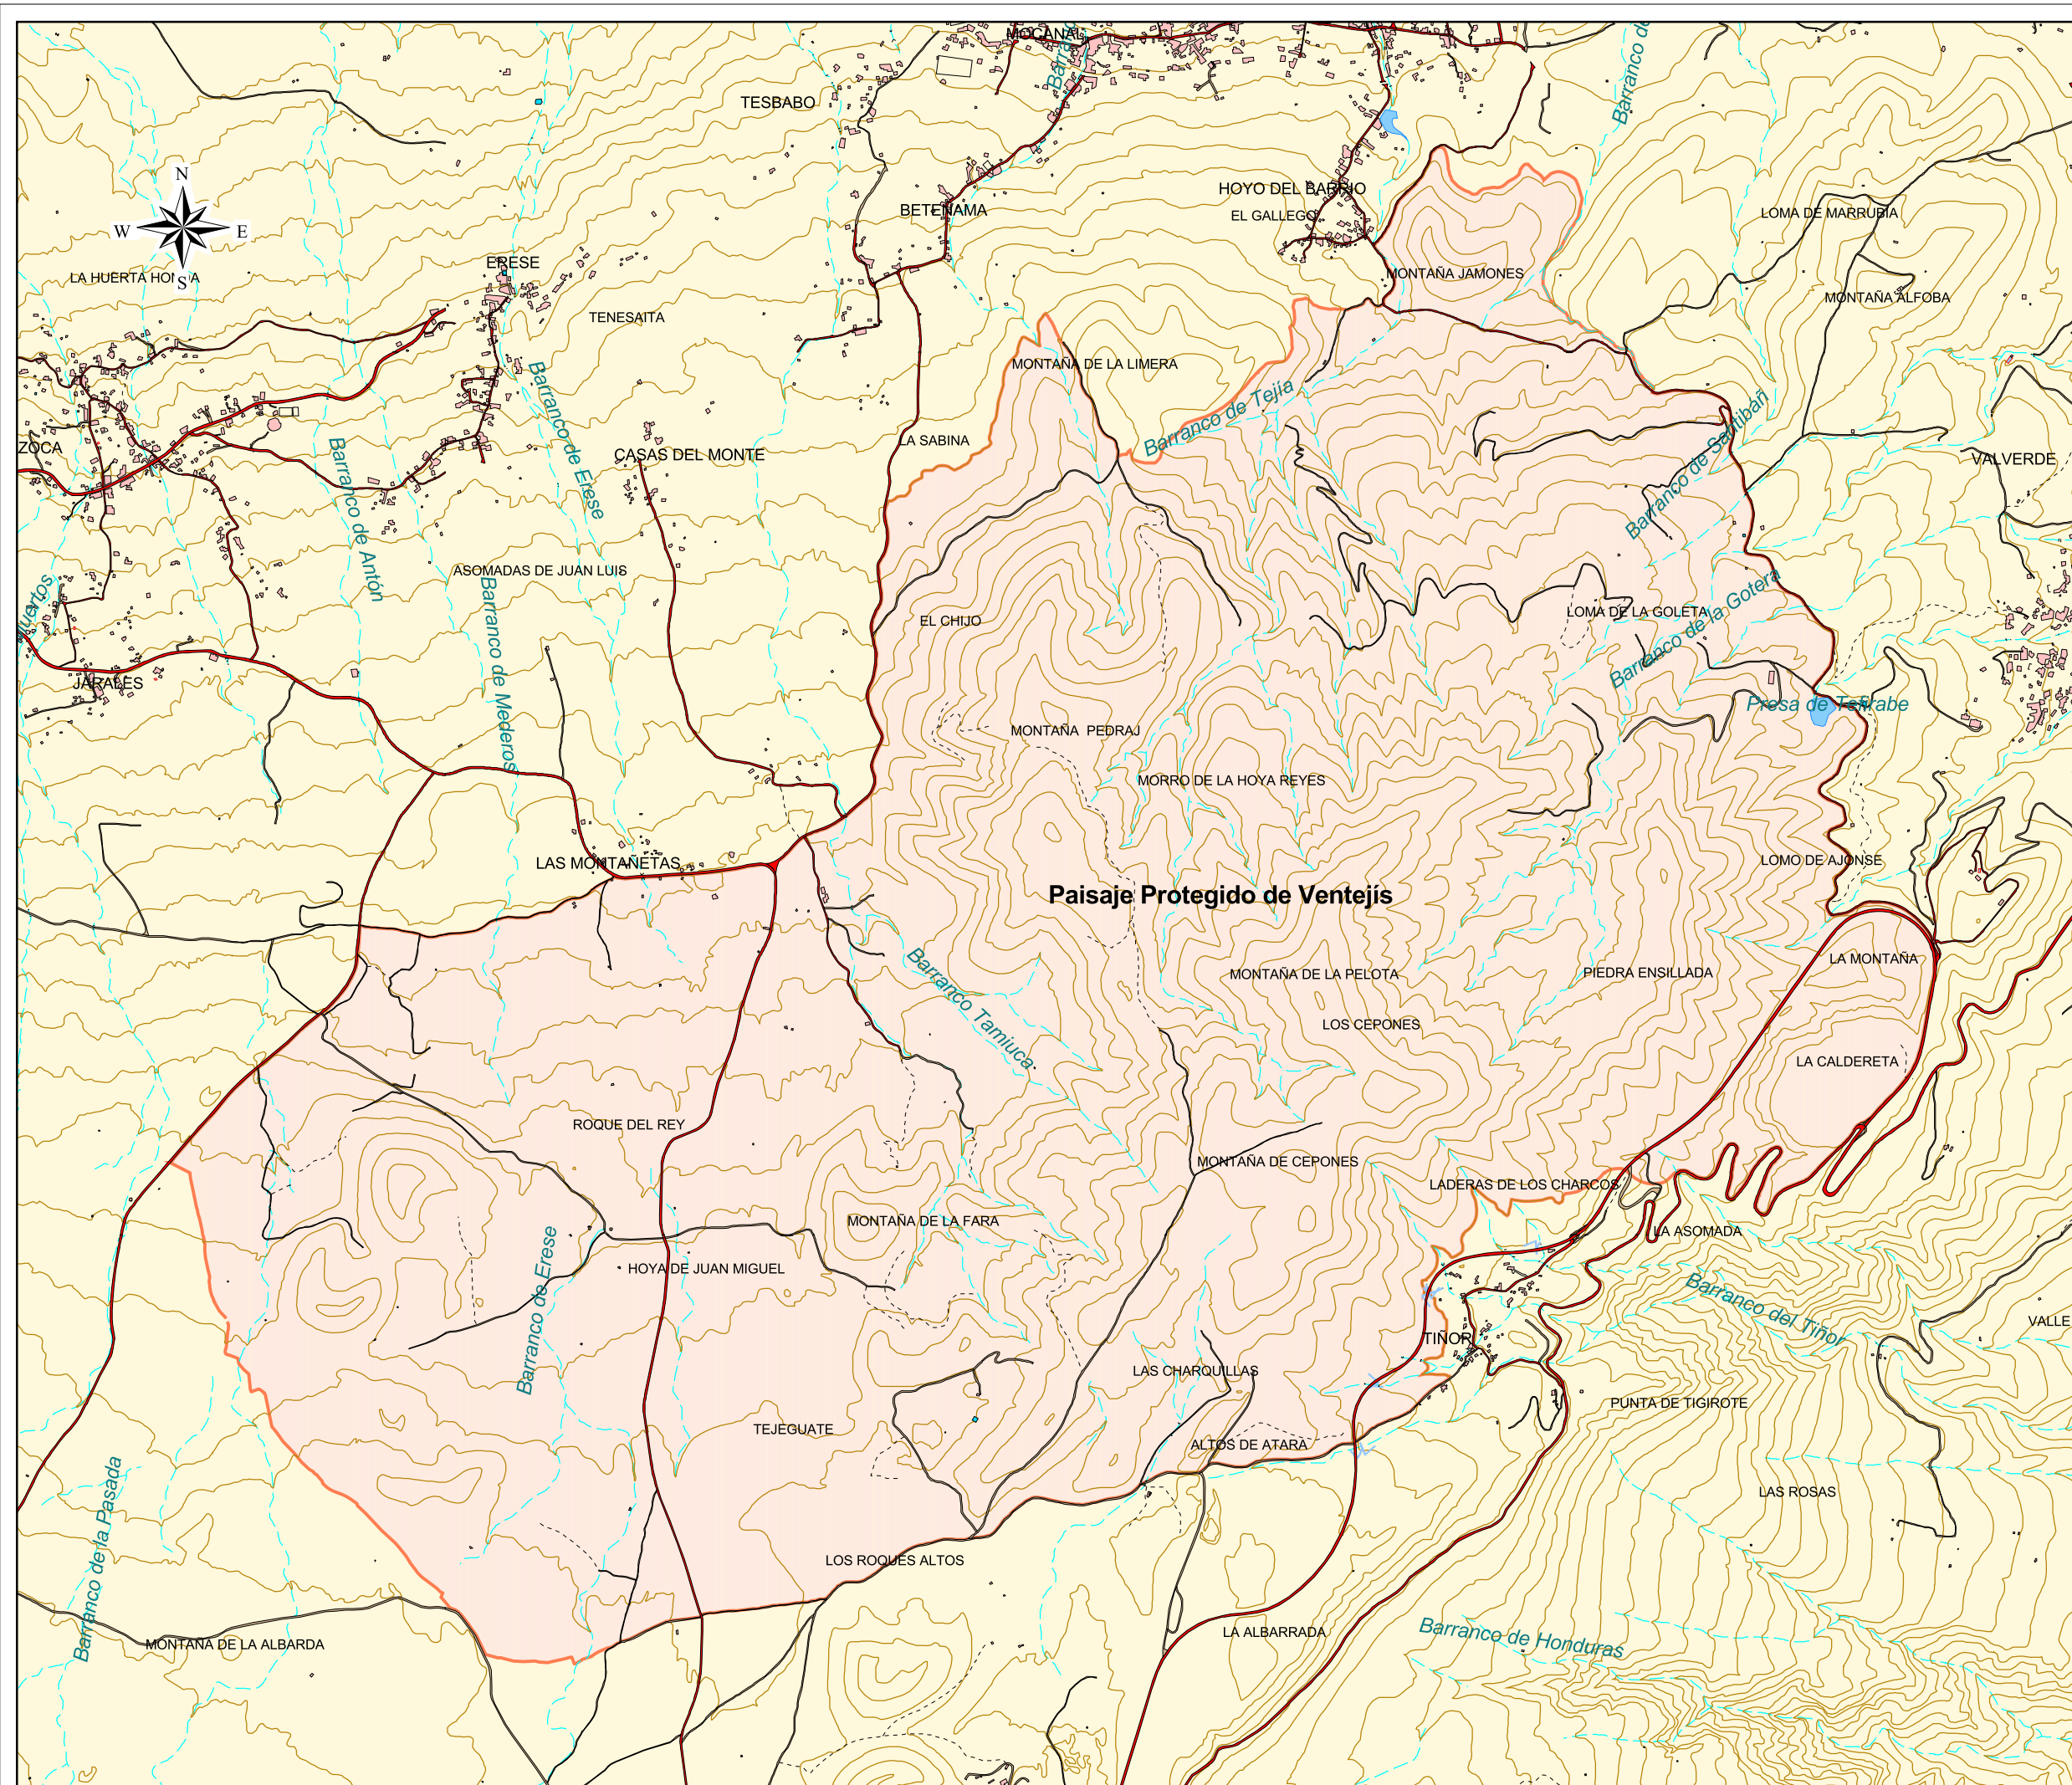 MOCANAL
TESBABO
HOYO DEL BARRIO
EL GALLEGO
BETENAMA
LOMA DE MARRUBIA
N
W
E
S
ERESE
LA HUERTA HONDA
MONTAÑA JAMONES
MONTAÑA ALFOBA
TENESAITA
MONTAÑA DE LA LIMERA
Barranco de Tejía
Barranco de Erese
LA SABINA
Barranco de Santibañ
ZOCA
CASAS DEL MONTE
VALVERDE
Barranco de Antón
ASOMADAS DE JUAN LUIS
EL CHIJO
LOMA DE LA GOLETA
Barranco de la Gotera
Barranco de Mederos
JARALES
Presa de Tefirabe
MONTAÑA PEDRAJ
MORRO DE LA HOYA REYES
LAS MONTAÑETAS
LOMO DE AJONSE
Paisaje Protegido de Ventejís
LA MONTAÑA
Barranco Tamiuca
MONTAÑA DE LA PELOTA
PIEDRA ENSILLADA
LOS CEPONES
LA CALDERETA
ROQUE DEL REY
MONTAÑA DE CEPONES
LADERAS DE LOS CHARCOS
MONTAÑA DE LA FARA
LA ASOMADA
HOYA DE JUAN MIGUEL
Barranco de Erese
Barranco del Tiñor
VALLE
TIÑOR
LAS CHARQUILLAS
PUNTA DE TIGIROTE
TEJEGUATE
ALTOS DE ATARA
LAS ROSAS
Barranco de la Pasada
LOS ROQUES ALTOS
LA ALBARRADA
Barranco de Honduras
MONTAÑA DE LA ALBARDA